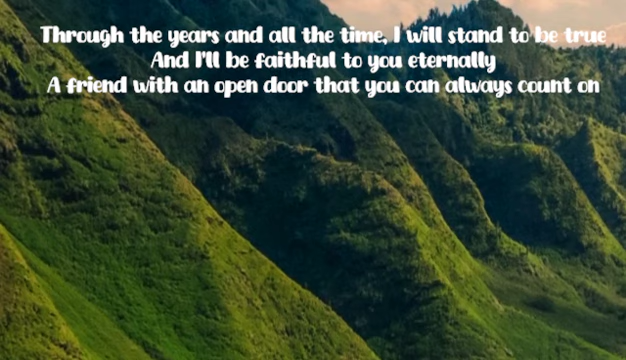 Through the years and all the time, I will stand to be true
And I'll be faithful to you eternally
A friend with an open door that you can always count on